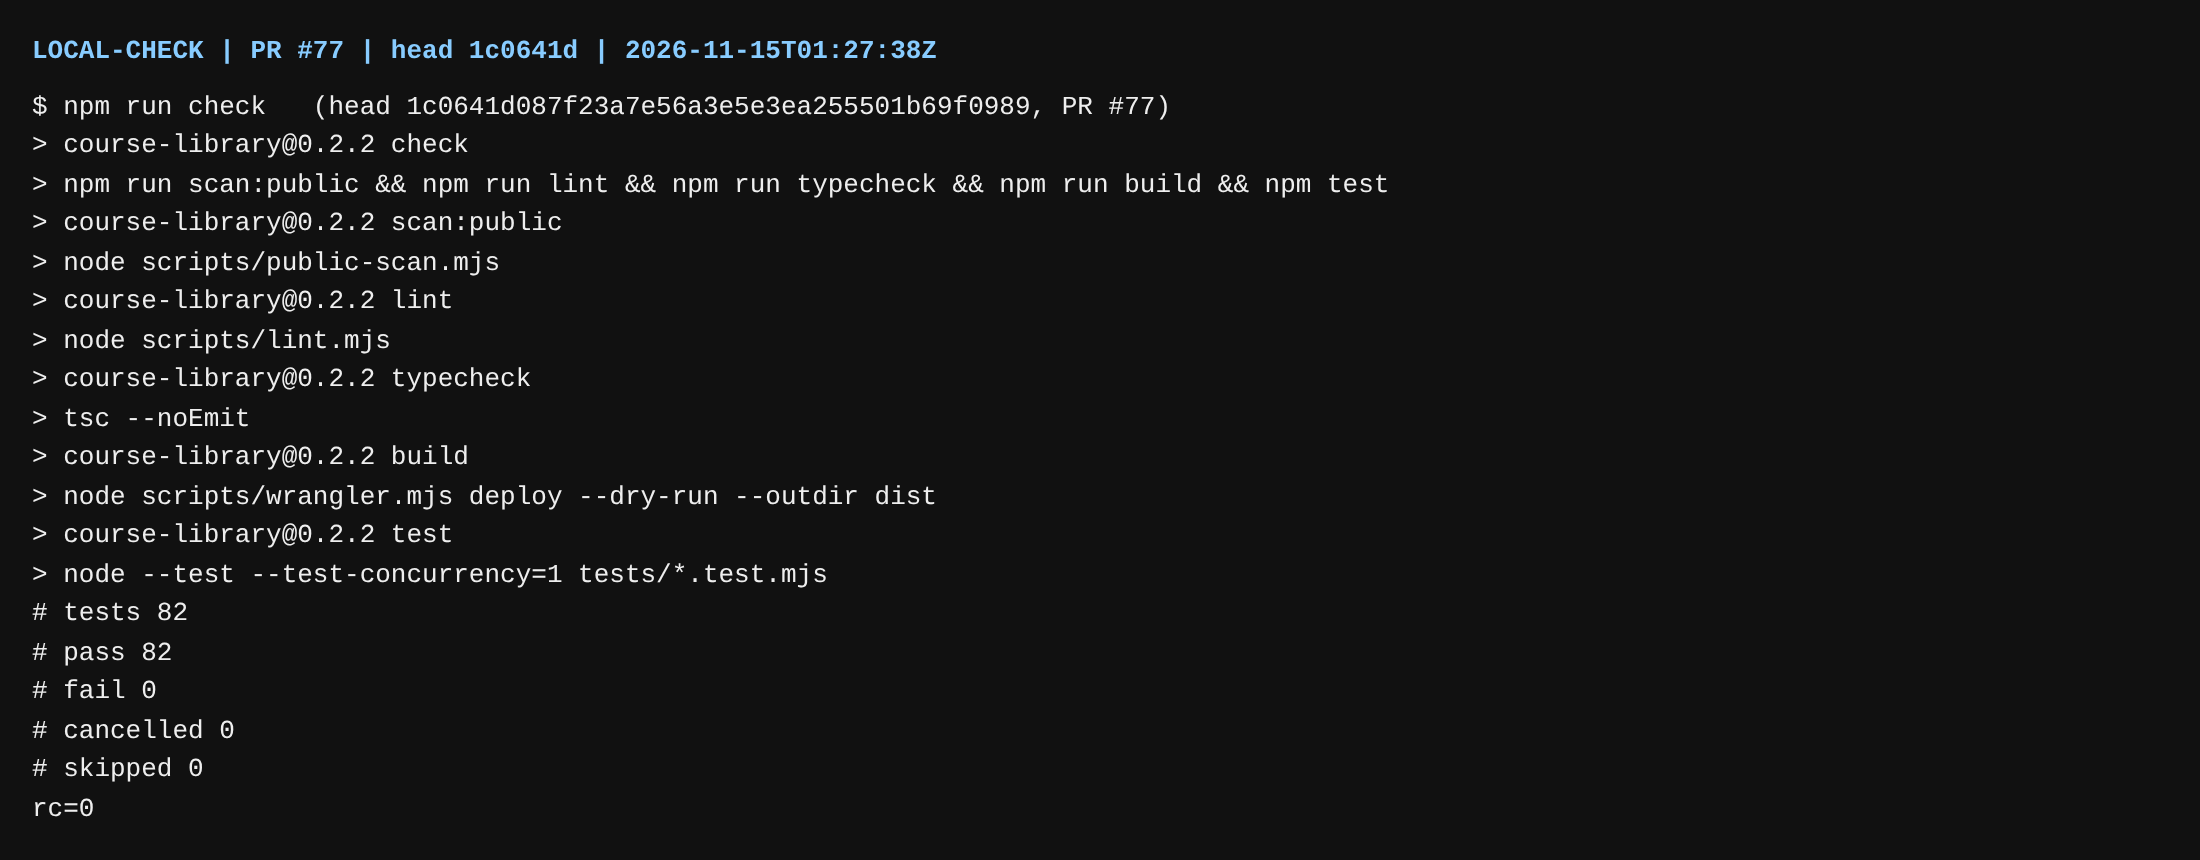 LOCAL-CHECK | PR #77 | head 1c0641d | 2026-11-15T01:27:38Z
$ npm run check   (head 1c0641d087f23a7e56a3e5e3ea255501b69f0989, PR #77)
> course-library@0.2.2 check
> npm run scan:public && npm run lint && npm run typecheck && npm run build && npm test
> course-library@0.2.2 scan:public
> node scripts/public-scan.mjs
> course-library@0.2.2 lint
> node scripts/lint.mjs
> course-library@0.2.2 typecheck
> tsc --noEmit
> course-library@0.2.2 build
> node scripts/wrangler.mjs deploy --dry-run --outdir dist
> course-library@0.2.2 test
> node --test --test-concurrency=1 tests/*.test.mjs
# tests 82
# pass 82
# fail 0
# cancelled 0
# skipped 0
rc=0